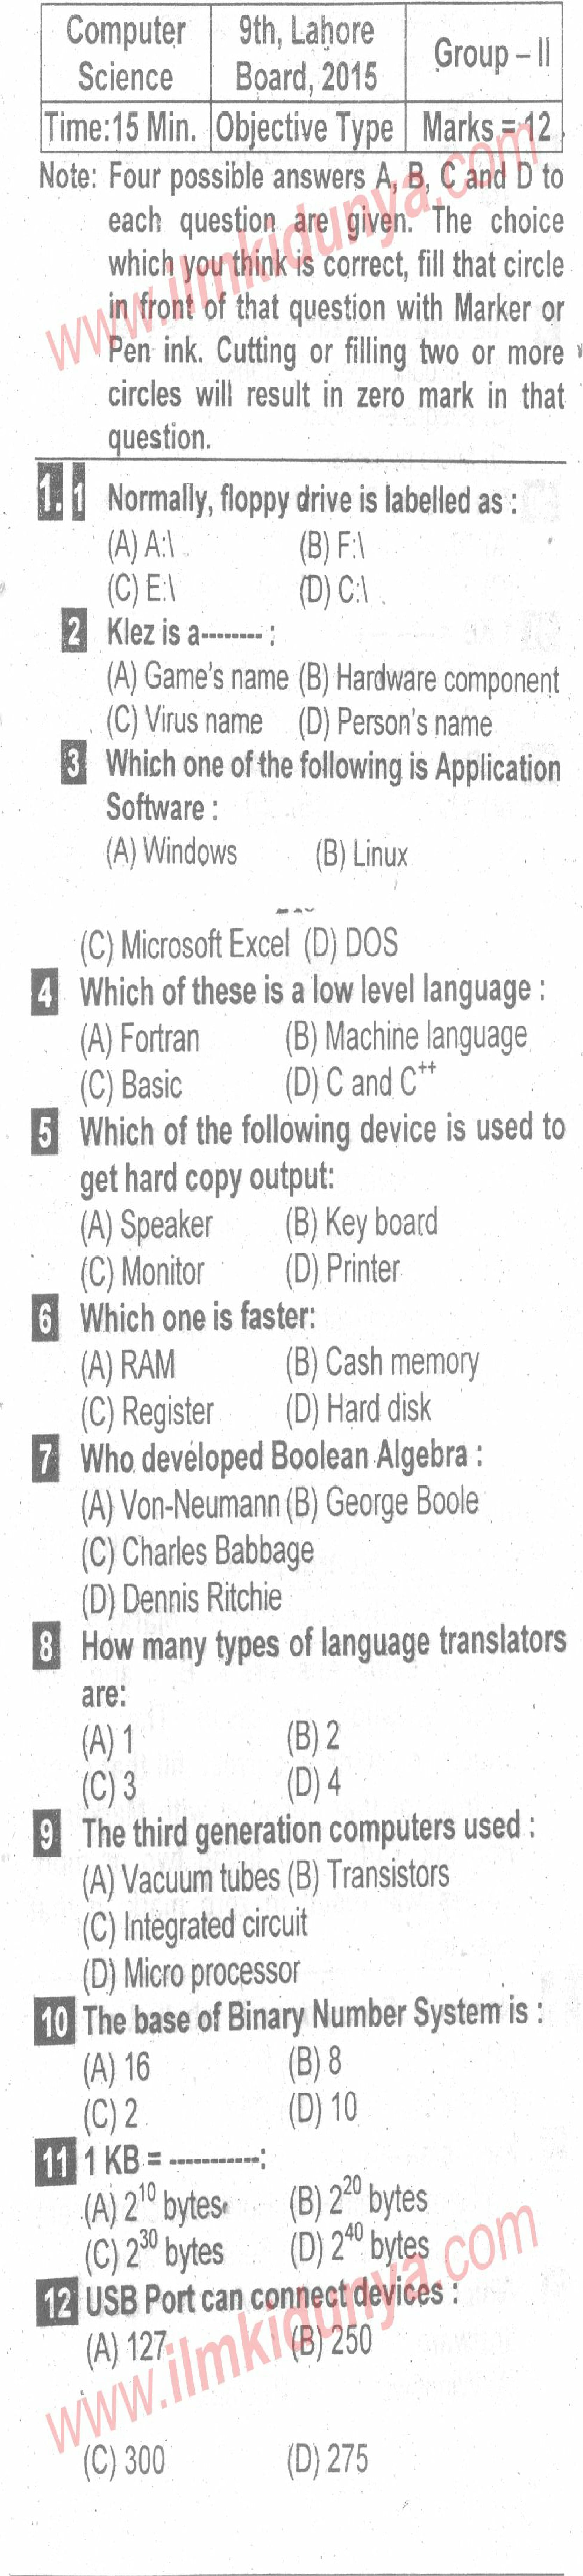 Computer Science
9th, Lahore Board, 2015
Group – II
Time:15 Min.
Objective Type
Marks = 12
Note: Four possible answers A, B, C and D to
each question are given. The choice
which you think is correct, fill that circle
in front of that question with Marker or
Pen ink. Cutting or filling two or more
circles will result in zero mark in that
question.
www.ilmkidunya.com
1. 1 Normally, floppy drive is labelled as :
(A) A:\ (B) F:\
(C) E:\ (D) C:\
2 Klez is a-------- :
(A) Game's name (B) Hardware component
(C) Virus name (D) Person's name
3 Which one of the following is Application
Software :
(A) Windows (B) Linux
(C) Microsoft Excel (D) DOS
4 Which of these is a low level language :
(A) Fortran (B) Machine language
(C) Basic (D) C and C⁺⁺
5 Which of the following device is used to
get hard copy output:
(A) Speaker (B) Key board
(C) Monitor (D) Printer
6 Which one is faster:
(A) RAM (B) Cash memory
(C) Register (D) Hard disk
7 Who developed Boolean Algebra :
(A) Von-Neumann (B) George Boole
(C) Charles Babbage
(D) Dennis Ritchie
8 How many types of language translators
are:
(A) 1 (B) 2
(C) 3 (D) 4
9 The third generation computers used :
(A) Vacuum tubes (B) Transistors
(C) Integrated circuit
(D) Micro processor
10 The base of Binary Number System is :
(A) 16 (B) 8
(C) 2 (D) 10
11 1 KB = -----------:
(A) 2¹⁰ bytes (B) 2²⁰ bytes
(C) 2³⁰ bytes (D) 2⁴⁰ bytes
12 USB Port can connect devices :
(A) 127 (B) 250
www.ilmkidunya.com
(C) 300 (D) 275